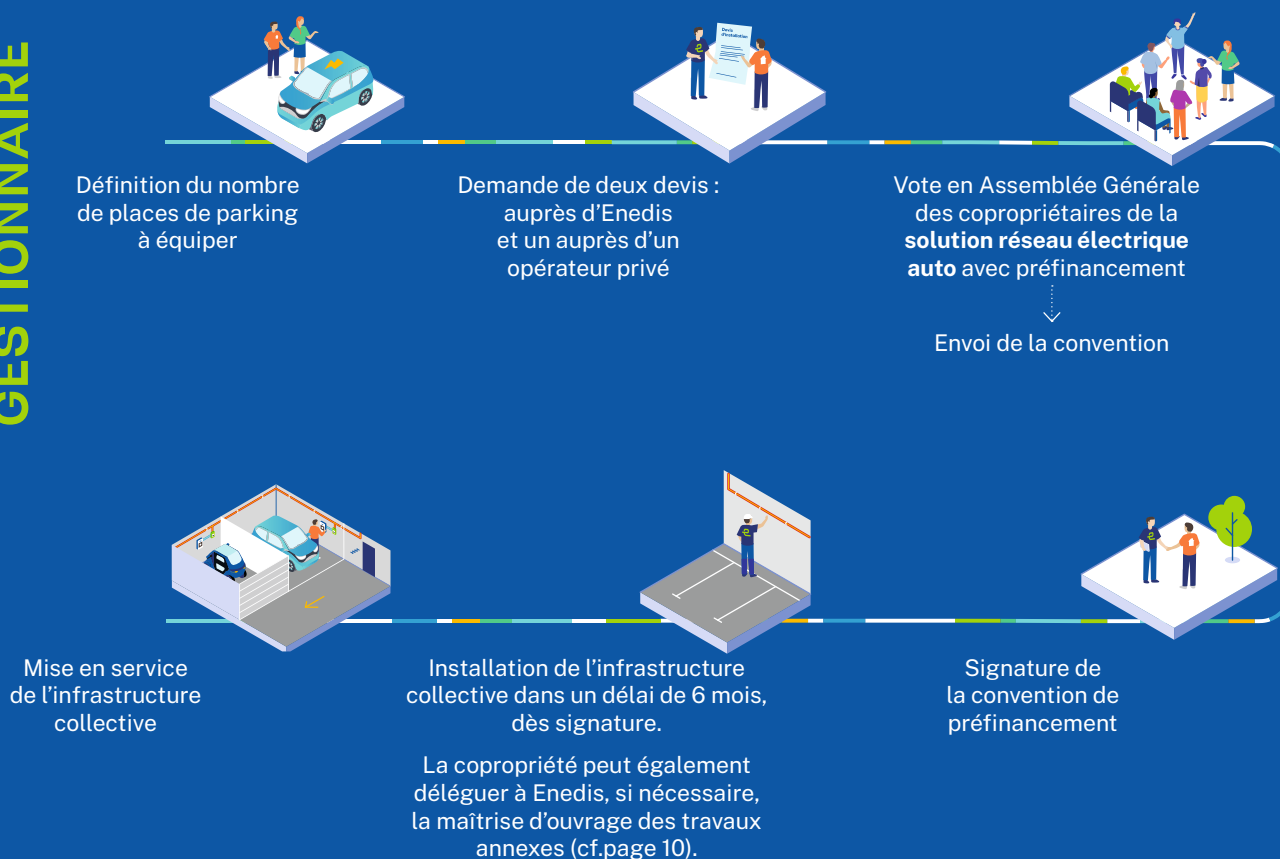 GESTIONNAIRE
Devis
d'installation
Définition du nombre
de places de parking
à équiper
Demande de deux devis :
auprès d’Enedis
et un auprès d’un
opérateur privé
Vote en Assemblée Générale
des copropriétaires de la
solution réseau électrique
auto avec préfinancement
Envoi de la convention
Signature de
la convention de
préfinancement
Installation de l’infrastructure
collective dans un délai de 6 mois,
dès signature.
La copropriété peut également
déléguer à Enedis, si nécessaire,
la maîtrise d’ouvrage des travaux
annexes (cf.page 10).
Mise en service
de l’infrastructure
collective